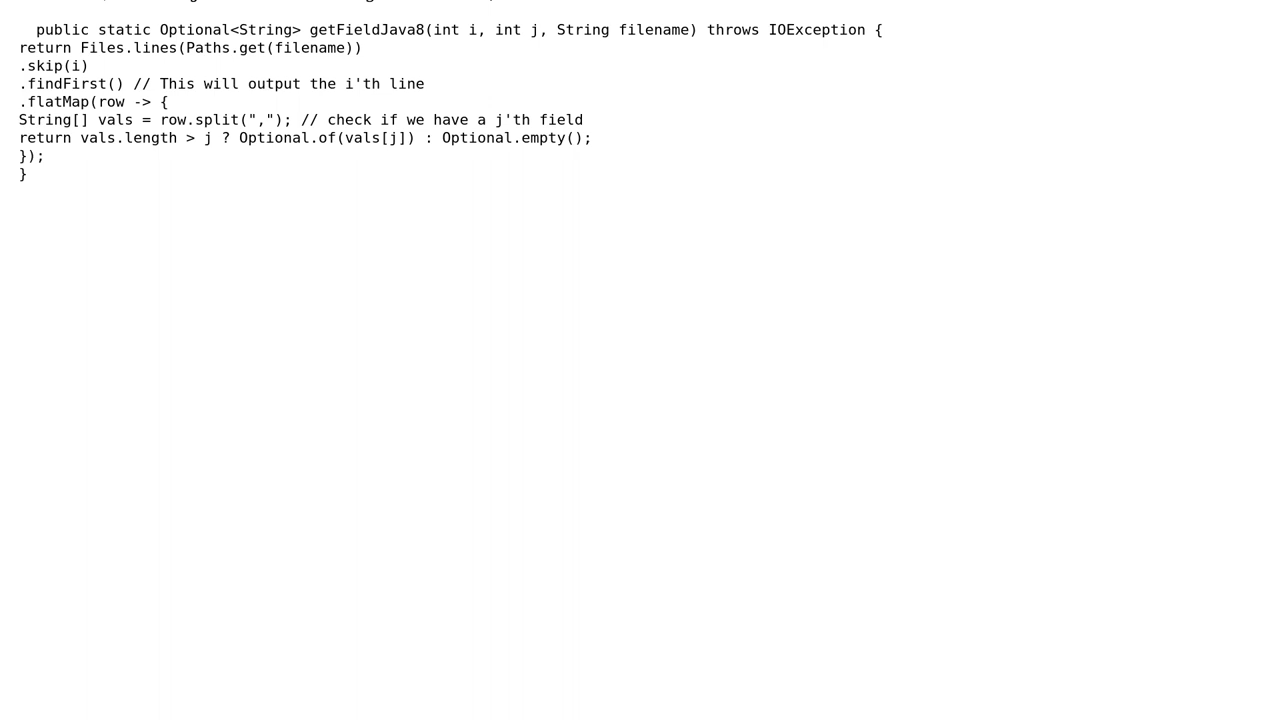 public static Optional<String> getFieldJava8(int i, int j, String filename) throws IOException {
return Files.lines(Paths.get(filename))
.skip(i)
.findFirst() // This will output the i'th line
.flatMap(row -> {
String[] vals = row.split(","); // check if we have a j'th field
return vals.length > j ? Optional.of(vals[j]) : Optional.empty();
});
}